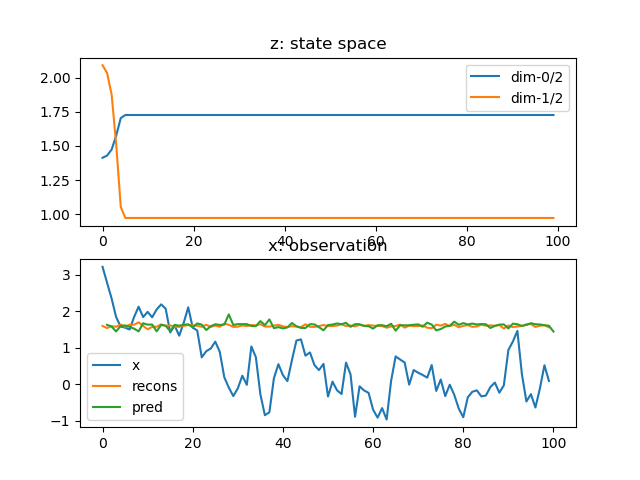 z: state space
2.00
1.75
1.50
1.25
1.00
dim-0/2
dim-1/2
0 20 40 60 80 100
x: observation
3
2
1
0
−1
x
recons
pred
0 20 40 60 80 100